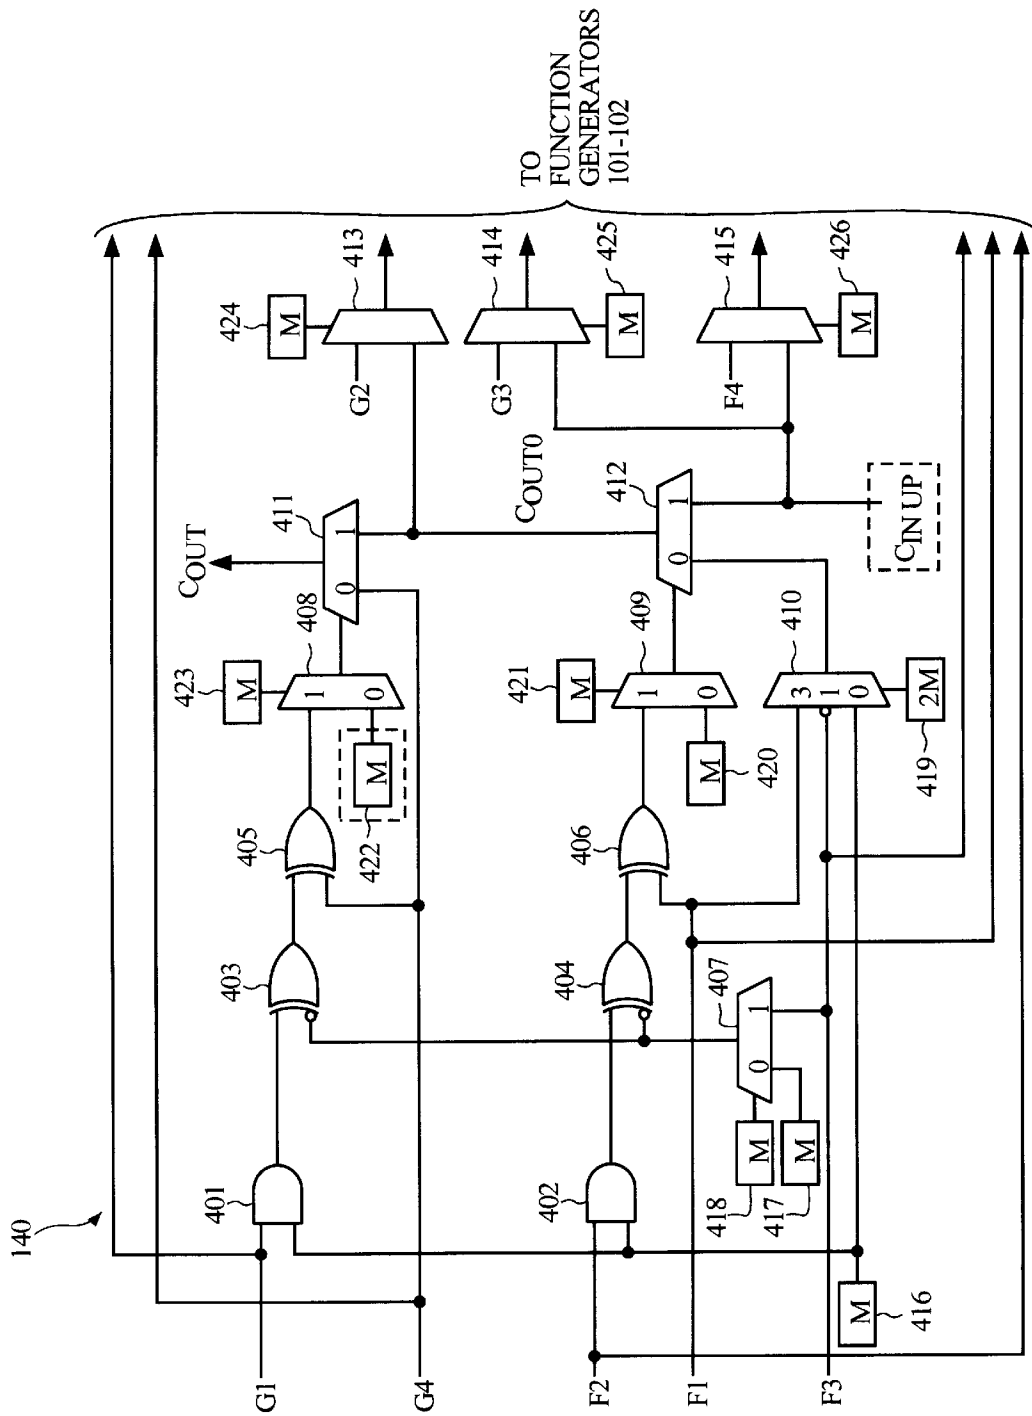 140
G1
G4
F2
F1
F3
401
402
403
404
405
406
407
0 1
M
418
M
417
M
416
408
1
0
M
423
M
422
409
1
0
M
421
M
420
410
3
1
0
2M
419
COUT
411
0 1
COUT0
412
0 1
CIN UP
M
424
413
G2
M
425
414
G3
M
426
415
F4
TO
FUNCTION
GENERATORS
101-102